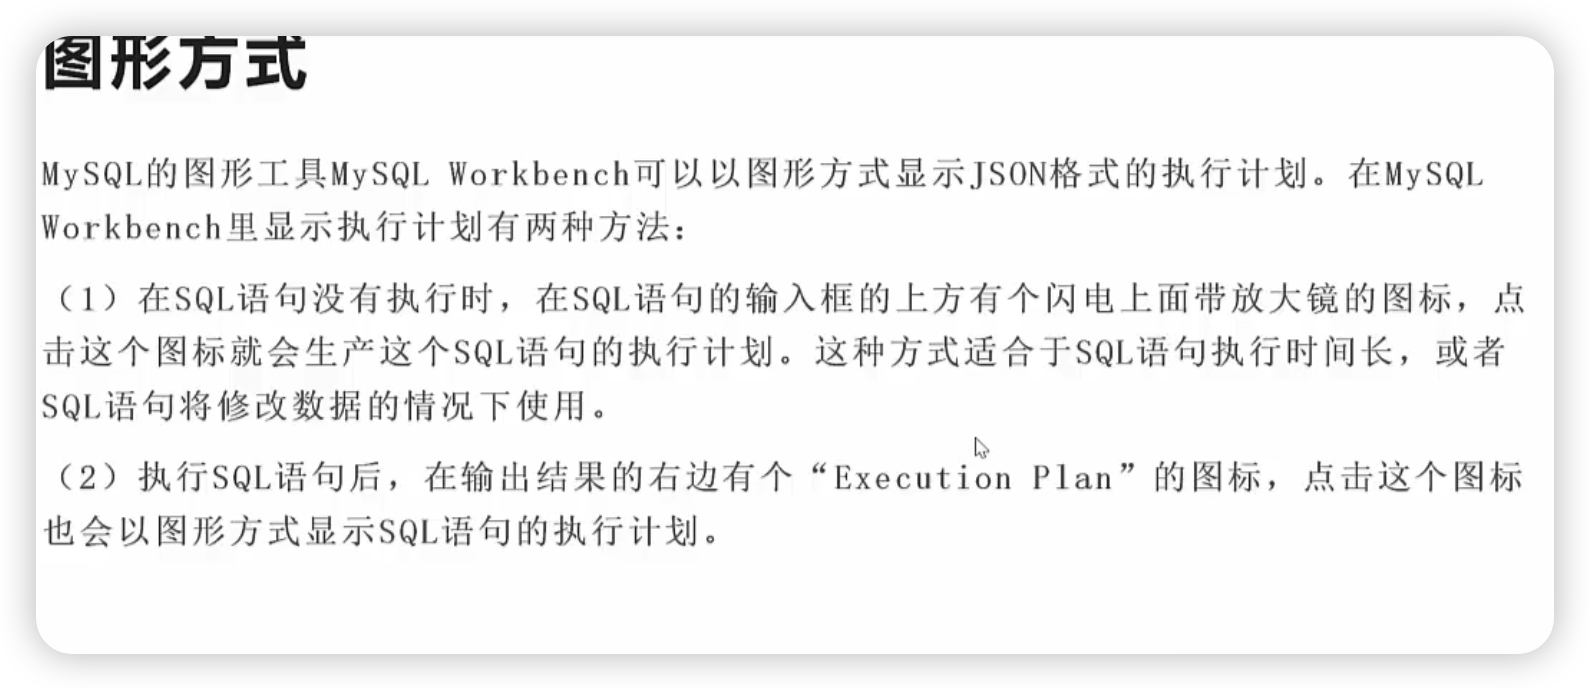 图形方式
MySQL的图形工具MySQL Workbench可以以图形方式显示JSON格式的执行计划。在MySQL
Workbench里显示执行计划有两种方法：
（1）在SQL语句没有执行时，在SQL语句的输入框的上方有个闪电上面带放大镜的图标，点
击这个图标就会生产这个SQL语句的执行计划。这种方式适合于SQL语句执行时间长，或者
SQL语句将修改数据的情况下使用。
（2）执行SQL语句后，在输出结果的右边有个“Execution Plan”的图标，点击这个图标
也会以图形方式显示SQL语句的执行计划。